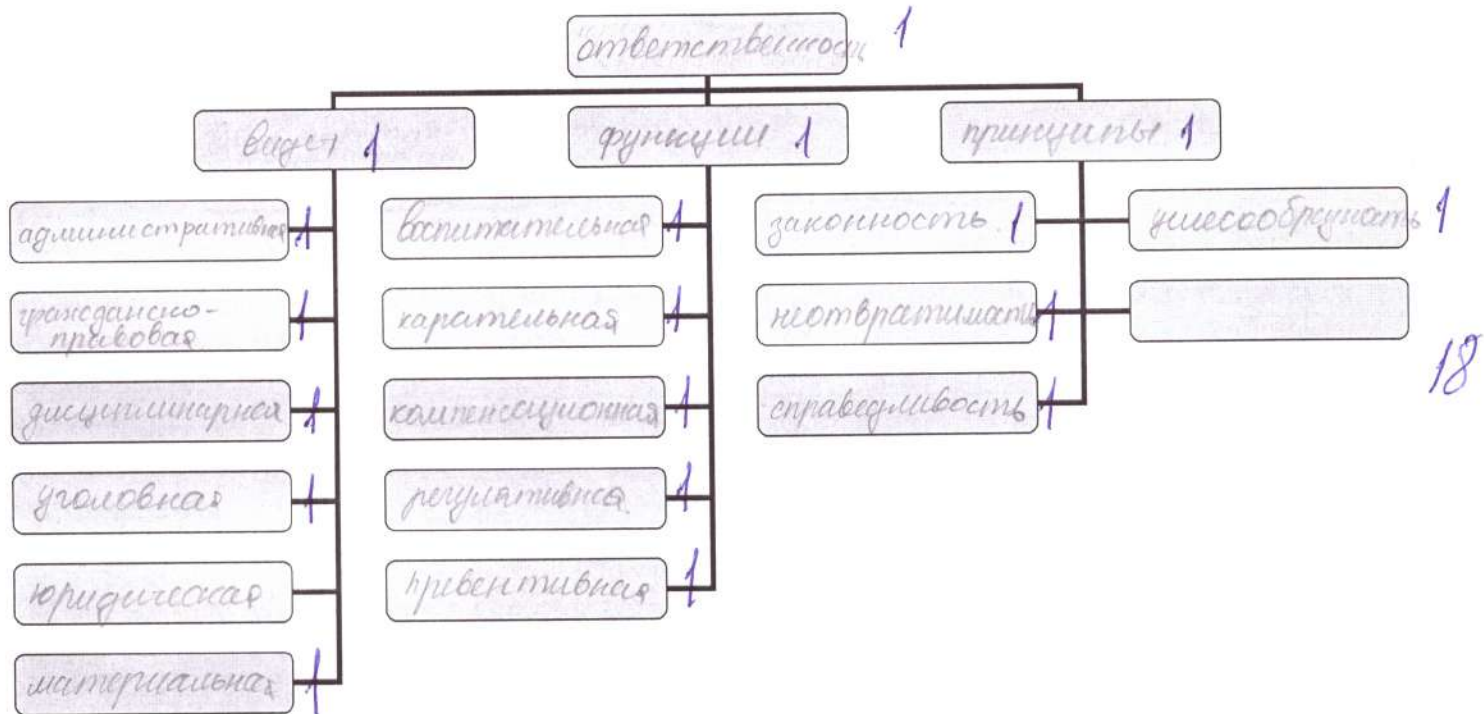 ответственность 1
виды 1
функции 1
принципы 1
административная 1
гражданско-
правовая 1
дисциплинарная 1
уголовная 1
юридическая
материальная 1
воспитательная 1
карательная 1
компенсационная 1
регулятивная 1
превентивная 1
законность 1
неотвратимость 1
справедливость 1
целесообразность 1
18